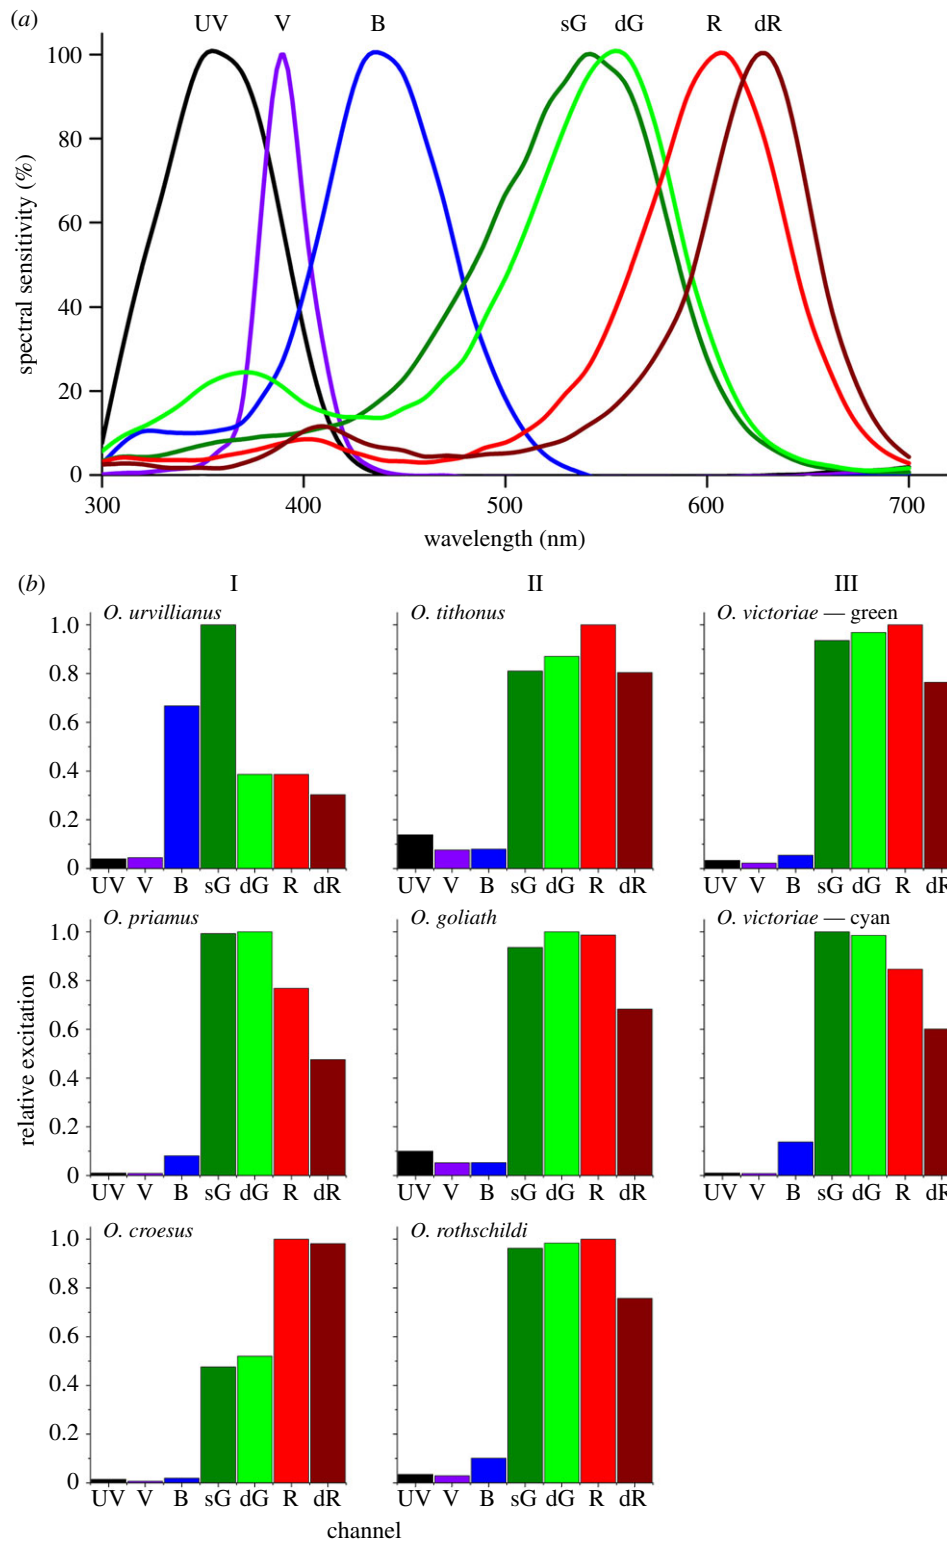 (a)
UV V B sG dG R dR
100
80
60
40
20
0
spectral sensitivity (%)
300 400 500 600 700
wavelength (nm)
(b)
I II III
O. urvillianus
1.0
0.8
0.6
0.4
0.2
0
UV V B sG dG R dR
O. tithonus
UV V B sG dG R dR
O. victoriae — green
UV V B sG dG R dR
O. priamus
1.0
0.8
0.6
0.4
0.2
0
UV V B sG dG R dR
O. goliath
UV V B sG dG R dR
O. victoriae — cyan
UV V B sG dG R dR
relative excitation
O. croesus
1.0
0.8
0.6
0.4
0.2
0
UV V B sG dG R dR
O. rothschildi
UV V B sG dG R dR
channel